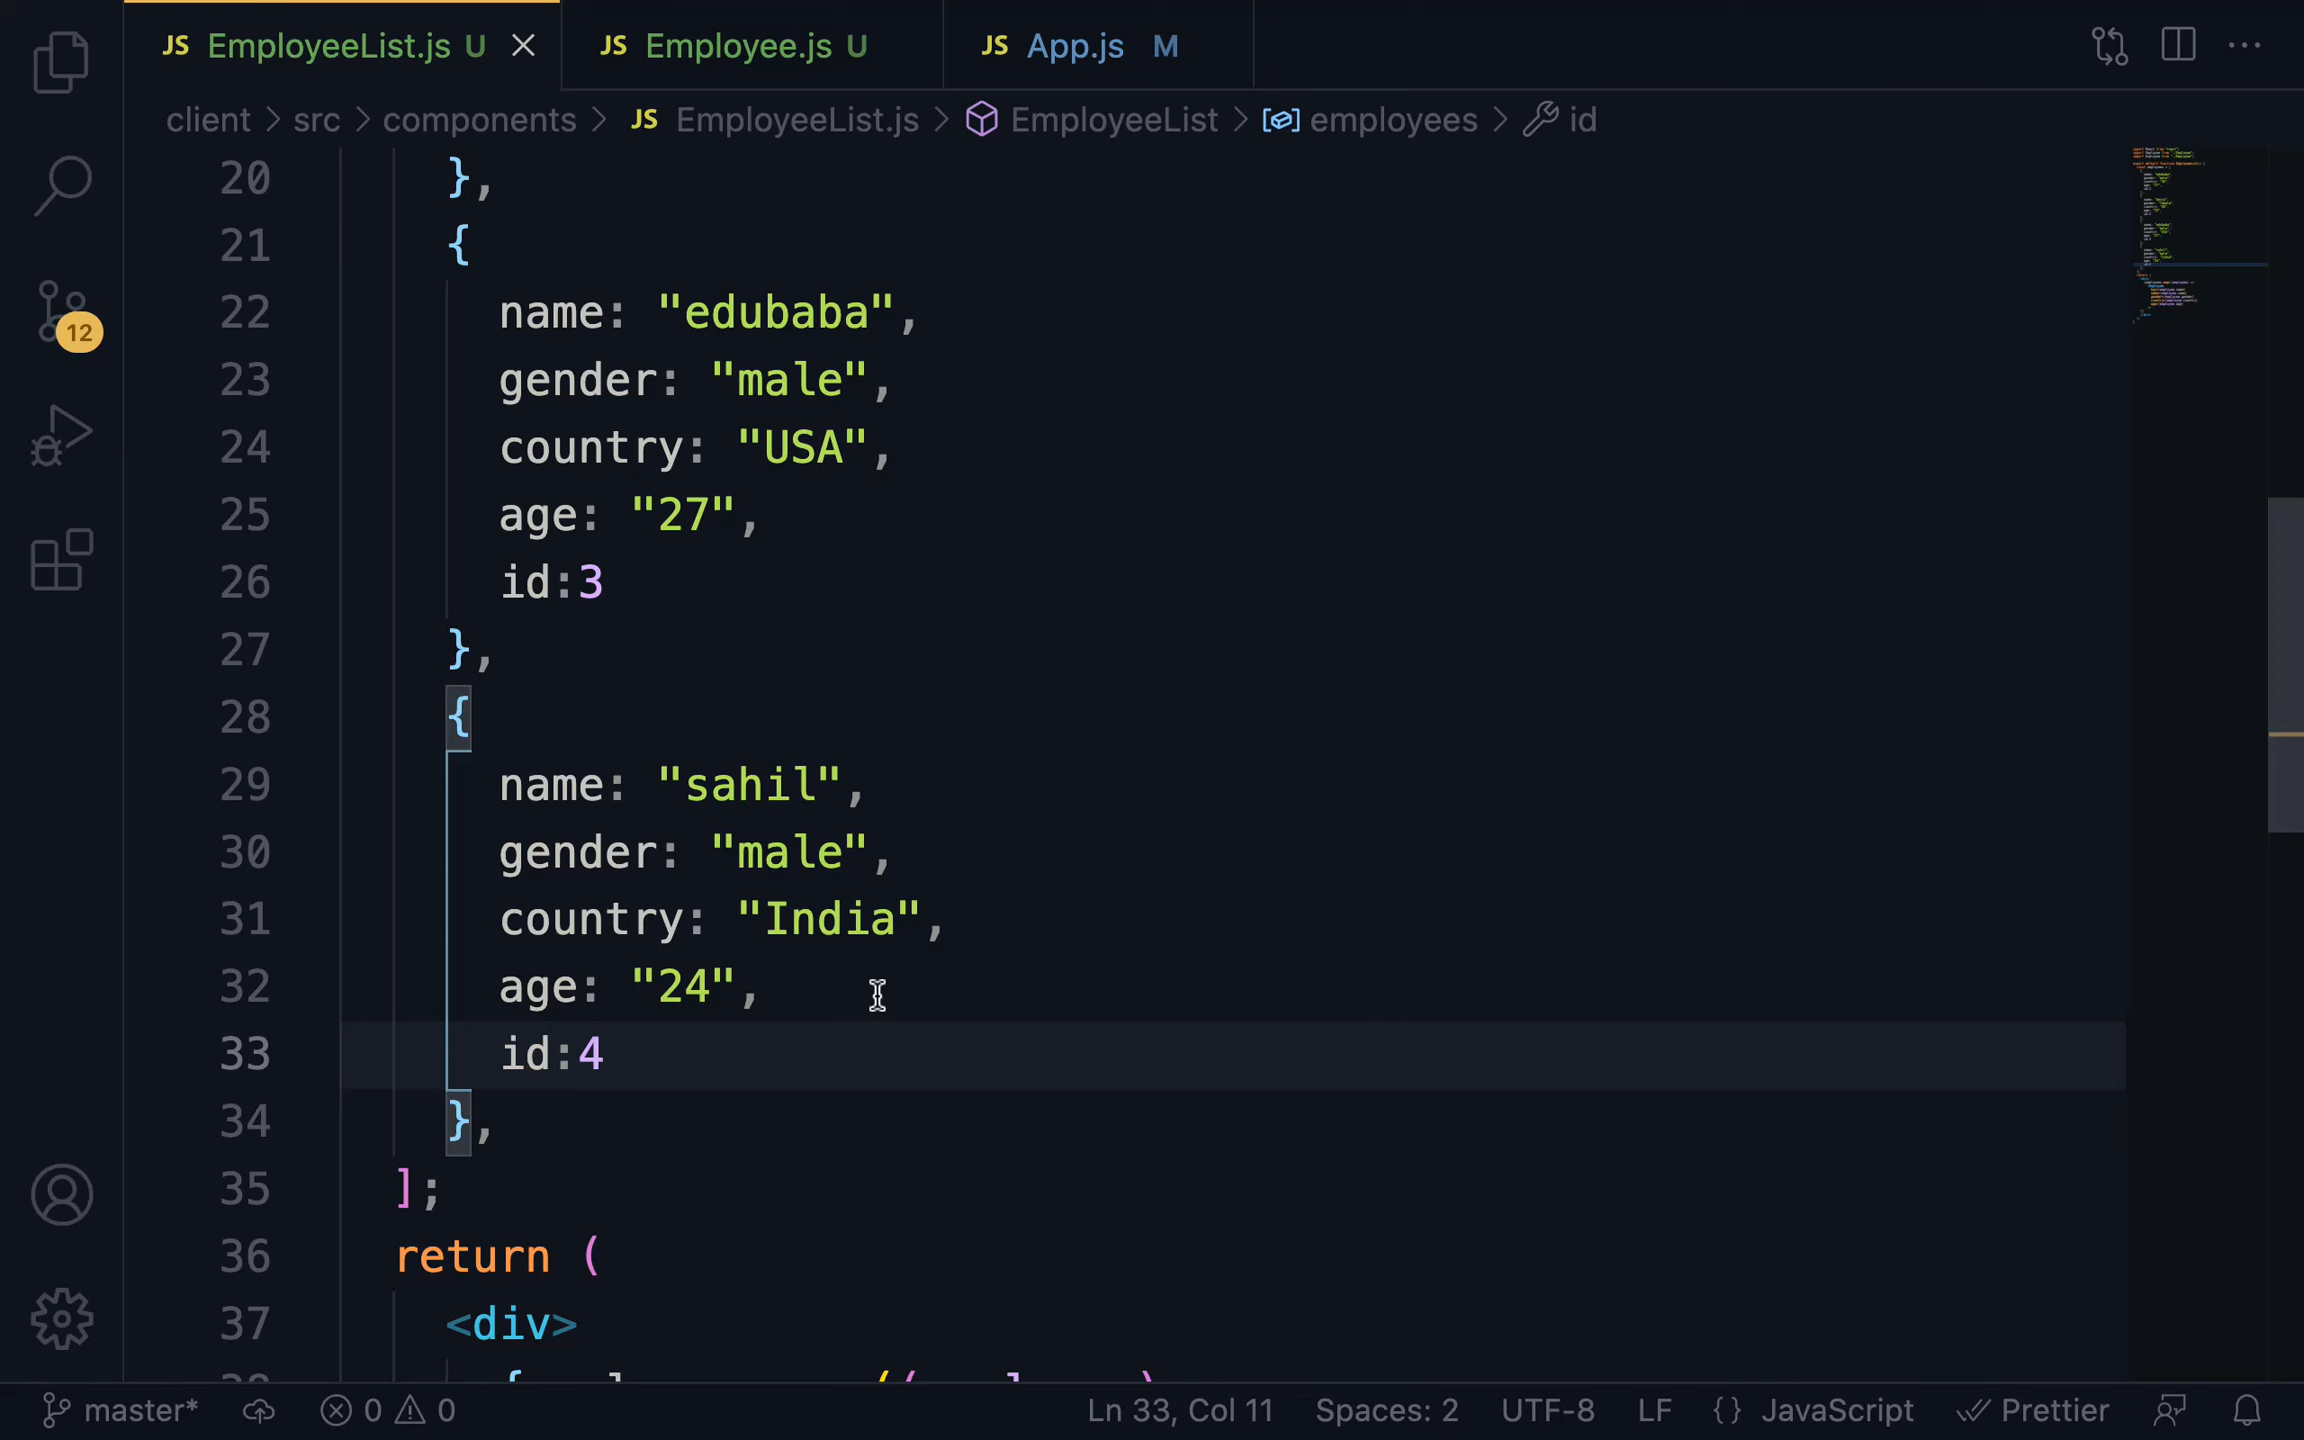 JS EmployeeList.js U JS Employee.js U JS App.js M
client > src > components > JS EmployeeList.js > EmployeeList > employees > id
20 },
21 {
22 name: "edubaba",
23 gender: "male",
24 country: "USA",
25 age: "27",
26 id:3
27 },
28 {
29 name: "sahil",
30 gender: "male",
31 country: "India",
32 age: "24",
33 id:4
34 },
35 ];
36 return (
37 <div>
12
master* 0 0 Ln 33, Col 11 Spaces: 2 UTF-8 LF {} JavaScript Prettier